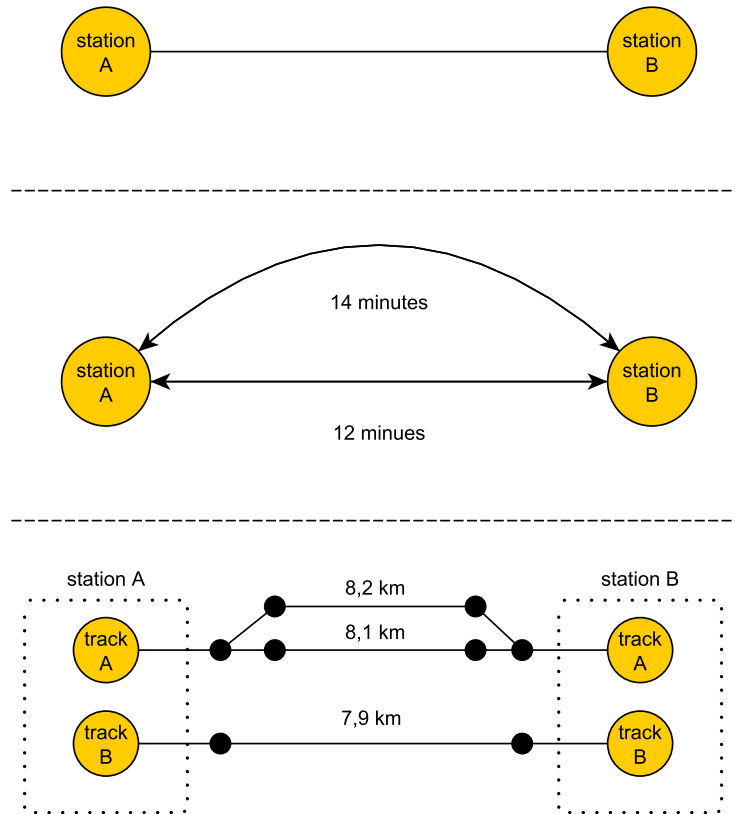 station
A
station
B
14 minutes
station
A
station
B
12 minues
station A
station B
8,2 km
track
A
8,1 km
track
A
7,9 km
track
B
track
B